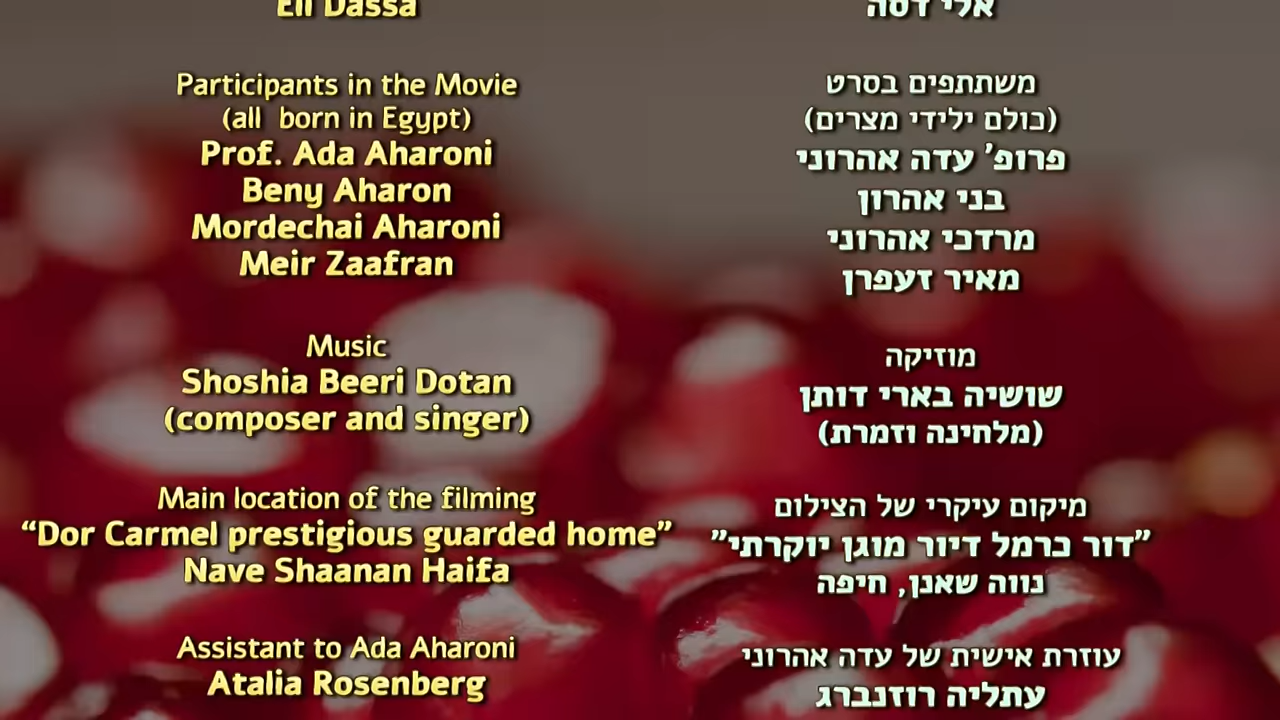 Eli Dassa
Participants in the Movie
(all born in Egypt)
Prof. Ada Aharoni
Beny Aharon
Mordechai Aharoni
Meir Zaafran
Music
Shoshia Beeri Dotan
(composer and singer)
Main location of the filming
“Dor Carmel prestigious guarded home”
Nave Shaanan Haifa
Assistant to Ada Aharoni
Atalia Rosenberg
אלי דסה
משתתפים בסרט
(כולם ילידי מצרים)
פרופ' עדה אהרוני
בני אהרון
מרדכי אהרוני
מאיר זעפרן
מוזיקה
שושיה בארי דותן
(מלחינה וזמרת)
מיקום עיקרי של הצילום
"דור כרמל דיור מוגן יוקרתי"
נווה שאנן, חיפה
עוזרת אישית של עדה אהרוני
עתליה רוזנברג